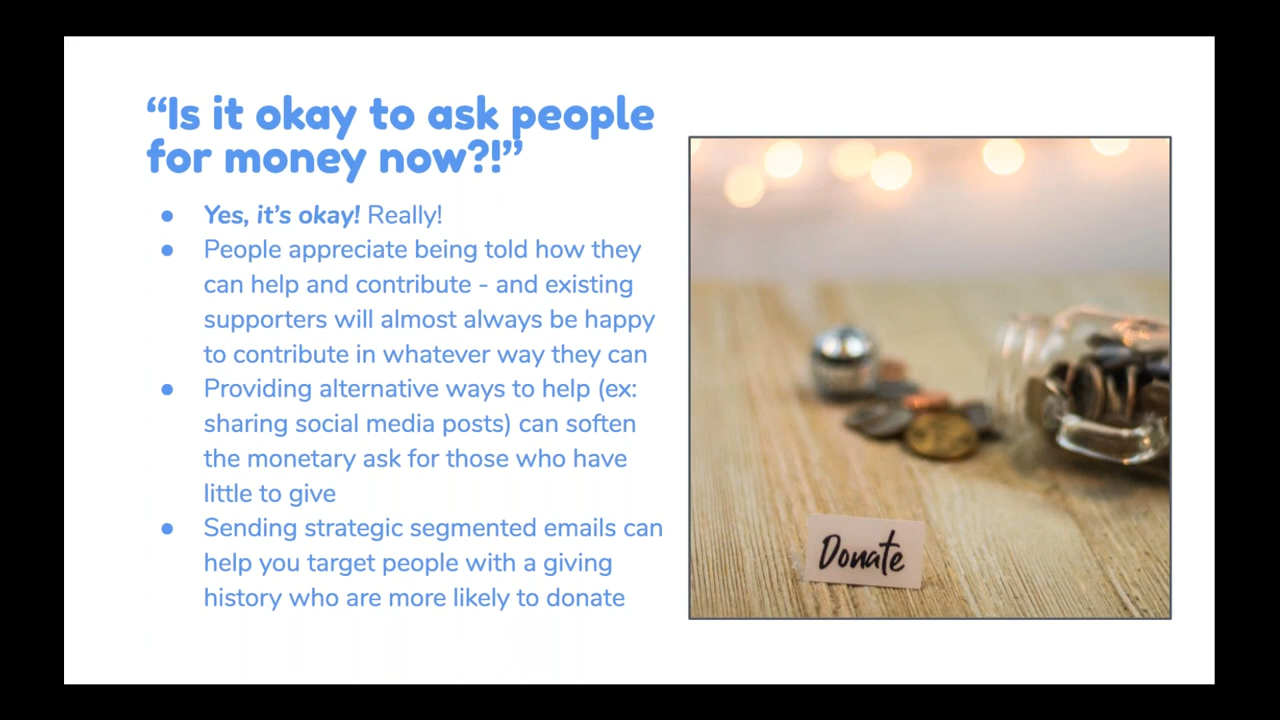 “Is it okay to ask people
for money now?!”
● Yes, it’s okay! Really!
● People appreciate being told how they
can help and contribute - and existing
supporters will almost always be happy
to contribute in whatever way they can
● Providing alternative ways to help (ex:
sharing social media posts) can soften
the monetary ask for those who have
little to give
● Sending strategic segmented emails can
help you target people with a giving
history who are more likely to donate
Donate